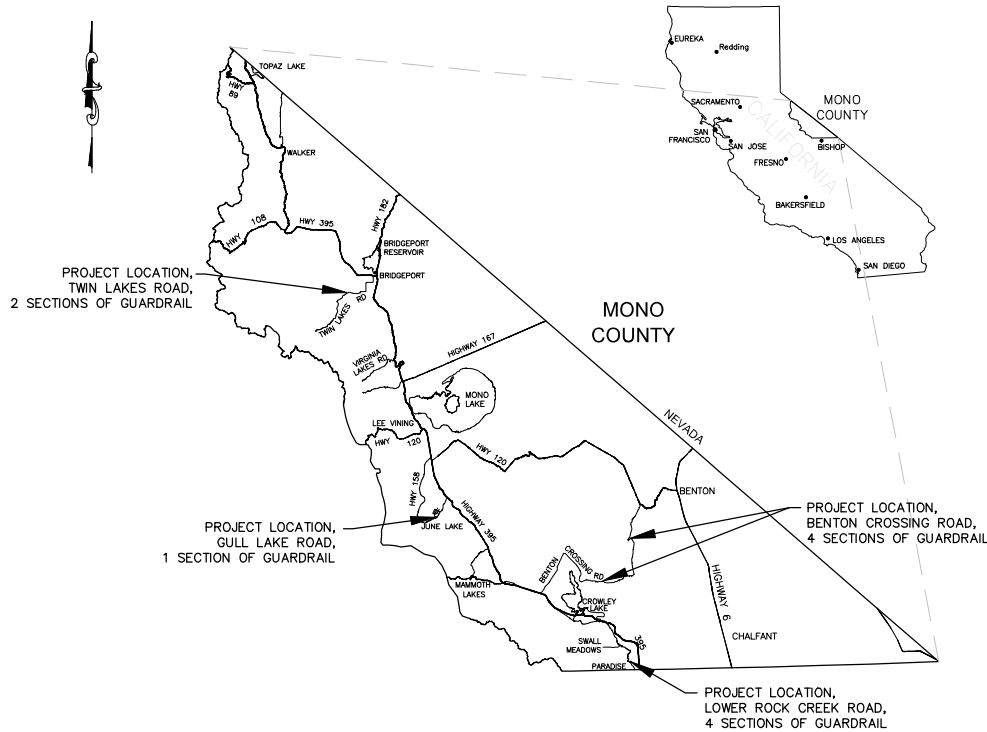 EUREKA
Redding
SACRAMENTO
MONO
COUNTY
SAN
FRANCISCO
SAN JOSE
BISHOP
FRESNO
CALIFORNIA
BAKERSFIELD
LOS ANGELES
SAN DIEGO
TOPAZ LAKE
HWY
89
WALKER
HWY 182
HWY 108
HWY 395
BRIDGEPORT
RESERVOIR
BRIDGEPORT
PROJECT LOCATION,
TWIN LAKES ROAD,
2 SECTIONS OF GUARDRAIL
TWIN LAKES RD
MONO
COUNTY
VIRGINIA
LAKES RD
HIGHWAY 167
MONO
LAKE
LEE VINING
HWY 120
NEVADA
HWY 120
HWY 158
BENTON
PROJECT LOCATION,
BENTON CROSSING ROAD,
4 SECTIONS OF GUARDRAIL
PROJECT LOCATION,
GULL LAKE ROAD,
1 SECTION OF GUARDRAIL
JUNE LAKE
HIGHWAY 395
BENTON
CROSSING RD
MAMMOTH
LAKES
CROWLEY
LAKE
HIGHWAY 6
CHALFANT
SWALL
MEADOWS
395
PARADISE
PROJECT LOCATION,
LOWER ROCK CREEK ROAD,
4 SECTIONS OF GUARDRAIL